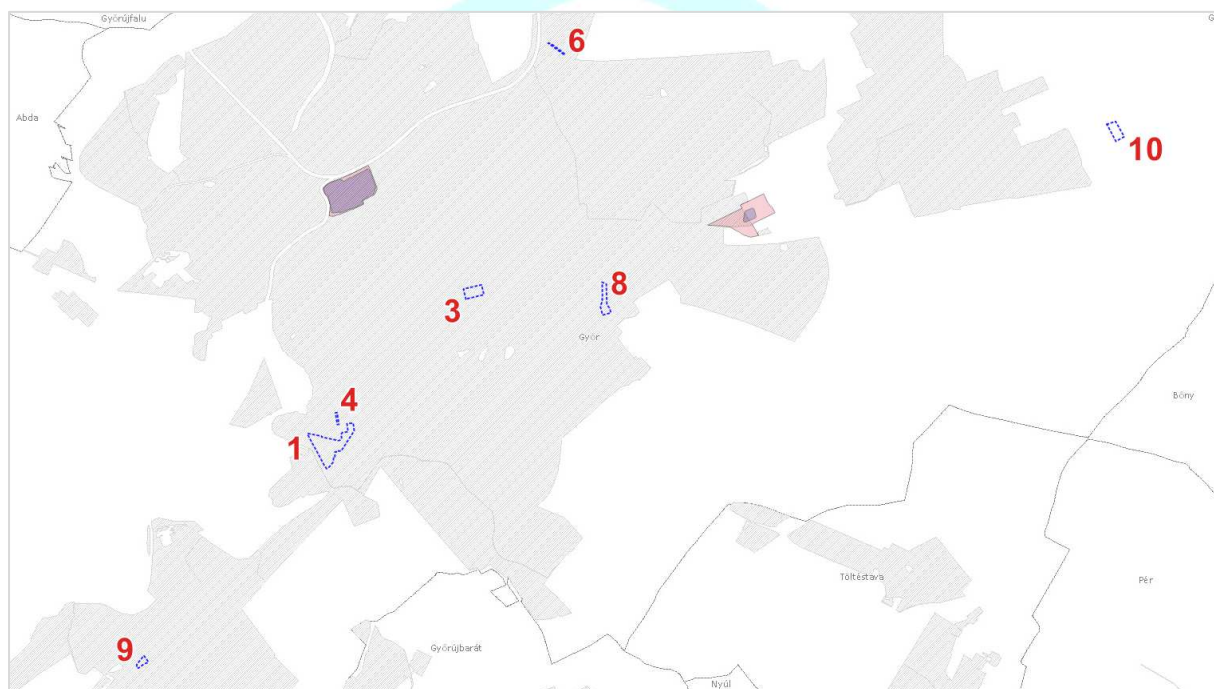 Győrújfalu
G
6
Abda
10
3
8
Győr
4
1
Bőny
Töltéstava
Pér
9
Győrújbarát
Nyúl